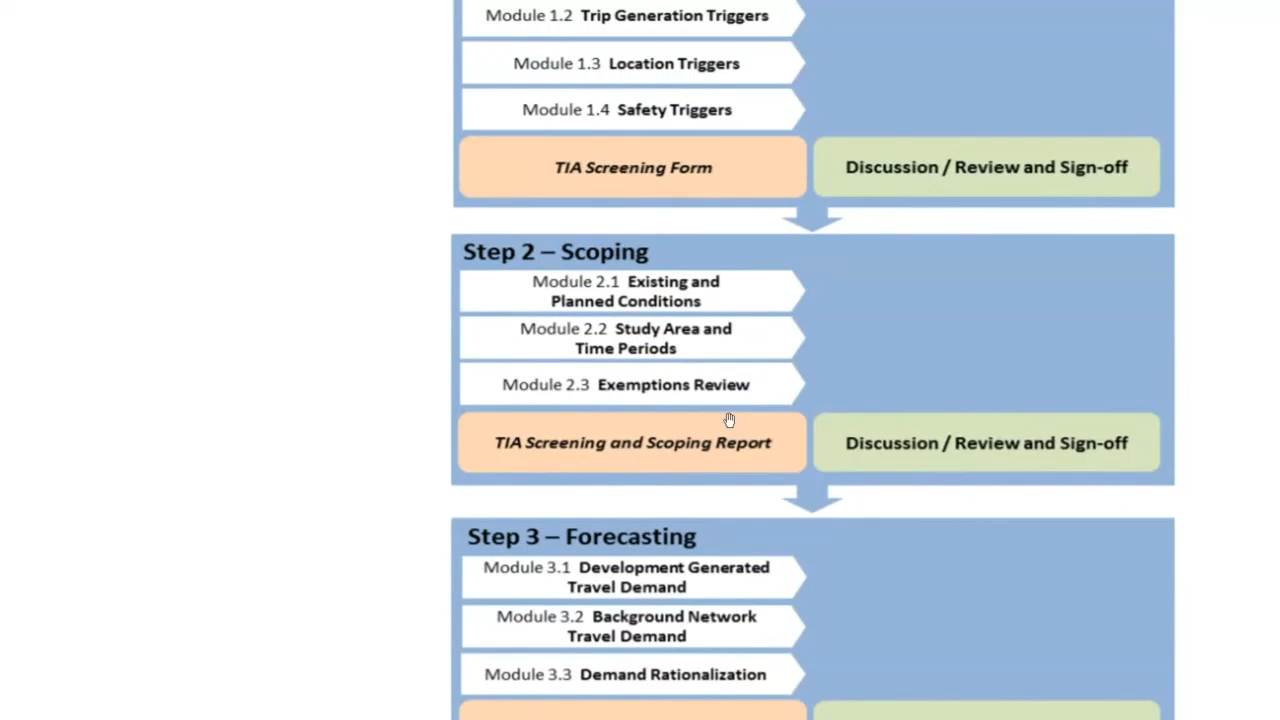 Module 1.2 Trip Generation Triggers
Module 1.3 Location Triggers
Module 1.4 Safety Triggers
TIA Screening Form
Discussion / Review and Sign-off
Step 2 – Scoping
Module 2.1 Existing and
Planned Conditions
Module 2.2 Study Area and
Time Periods
Module 2.3 Exemptions Review
TIA Screening and Scoping Report
Discussion / Review and Sign-off
Step 3 – Forecasting
Module 3.1 Development Generated
Travel Demand
Module 3.2 Background Network
Travel Demand
Module 3.3 Demand Rationalization